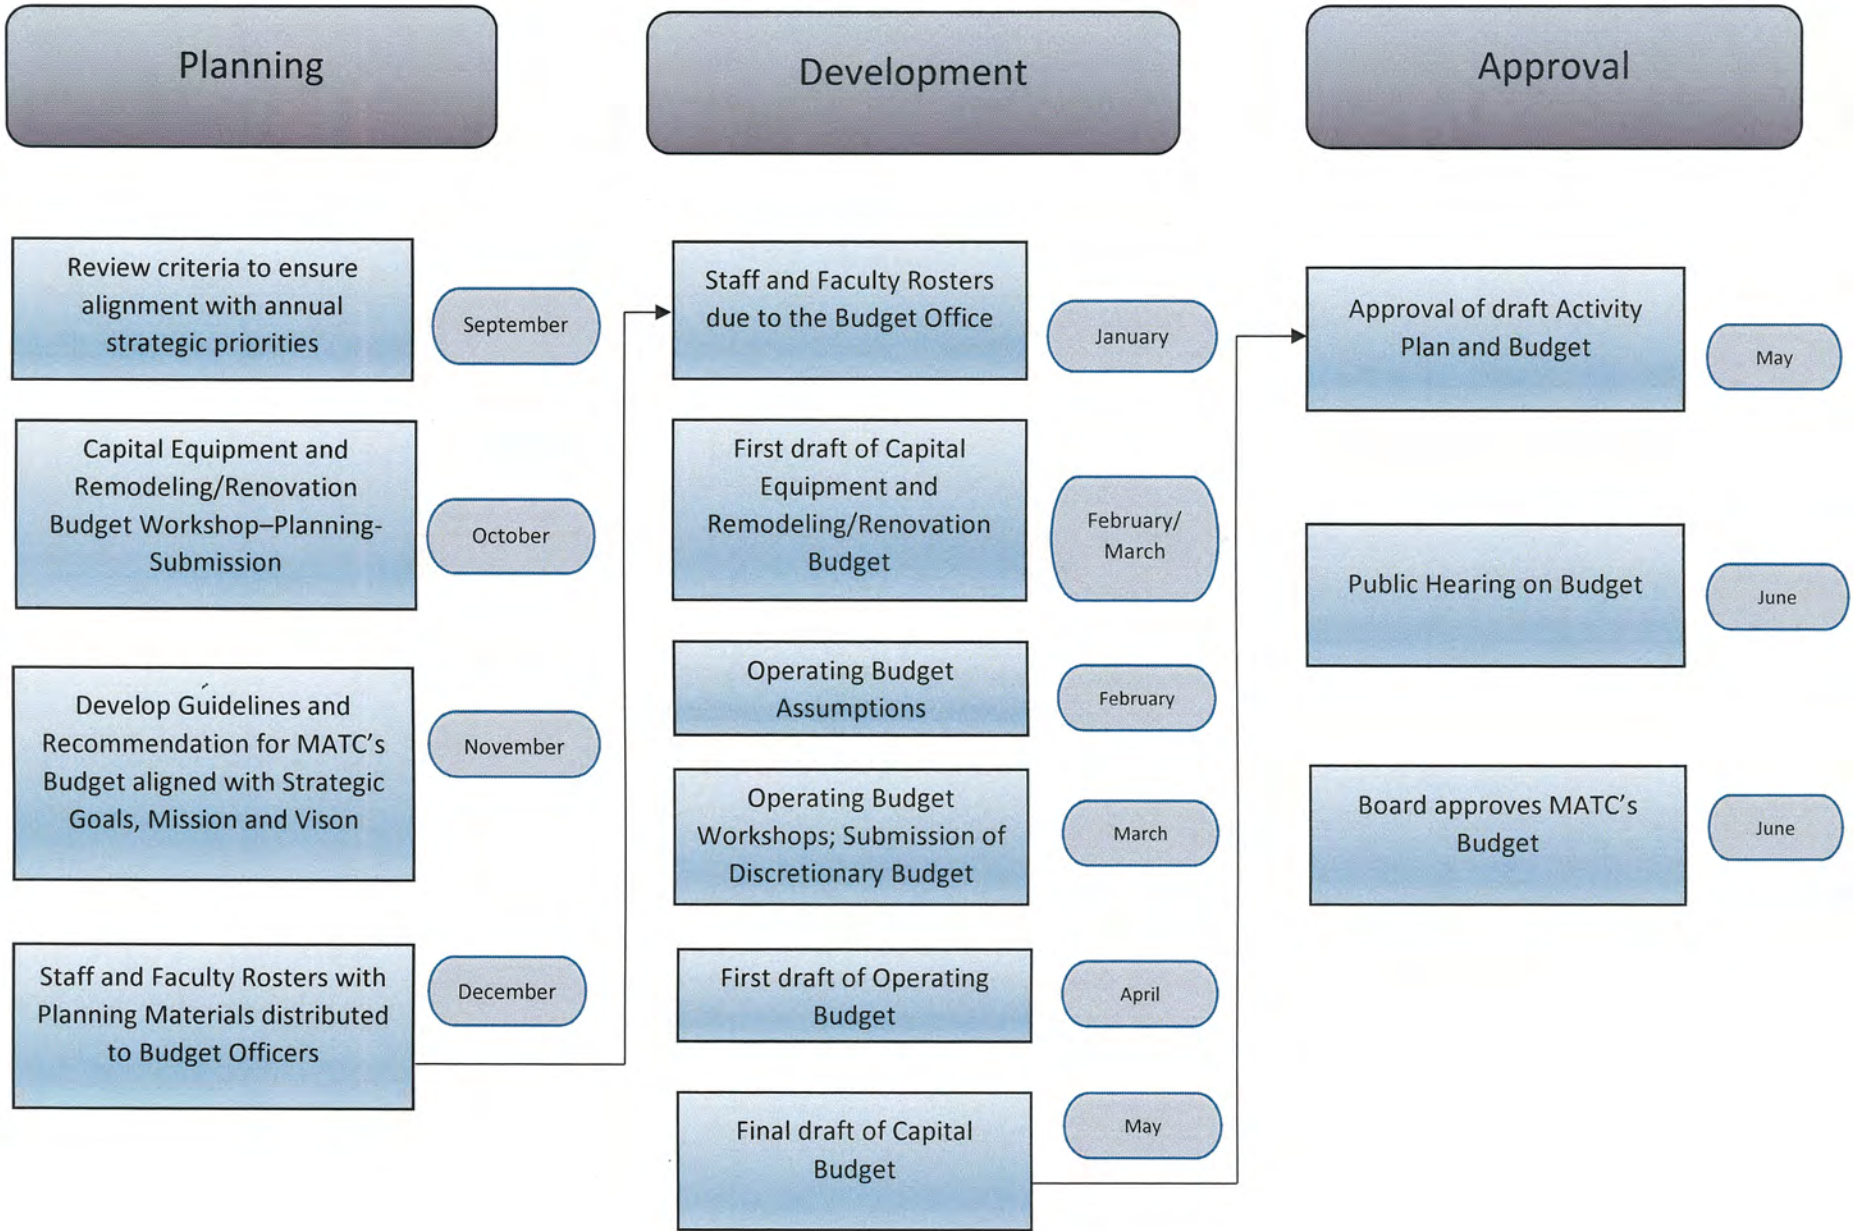 Planning
Review criteria to ensure
alignment with annual
strategic priorities
September
Capital Equipment and
Remodeling/Renovation
Budget Workshop–Planning-
Submission
October
Develop Guidelines and
Recommendation for MATC's
Budget aligned with Strategic
Goals, Mission and Vison
November
Staff and Faculty Rosters with
Planning Materials distributed
to Budget Officers
December
Development
Staff and Faculty Rosters
due to the Budget Office
January
First draft of Capital
Equipment and
Remodeling/Renovation
Budget
February/
March
Operating Budget
Assumptions
February
Operating Budget
Workshops; Submission of
Discretionary Budget
March
First draft of Operating
Budget
April
Final draft of Capital
Budget
May
Approval
Approval of draft Activity
Plan and Budget
May
Public Hearing on Budget
June
Board approves MATC's
Budget
June